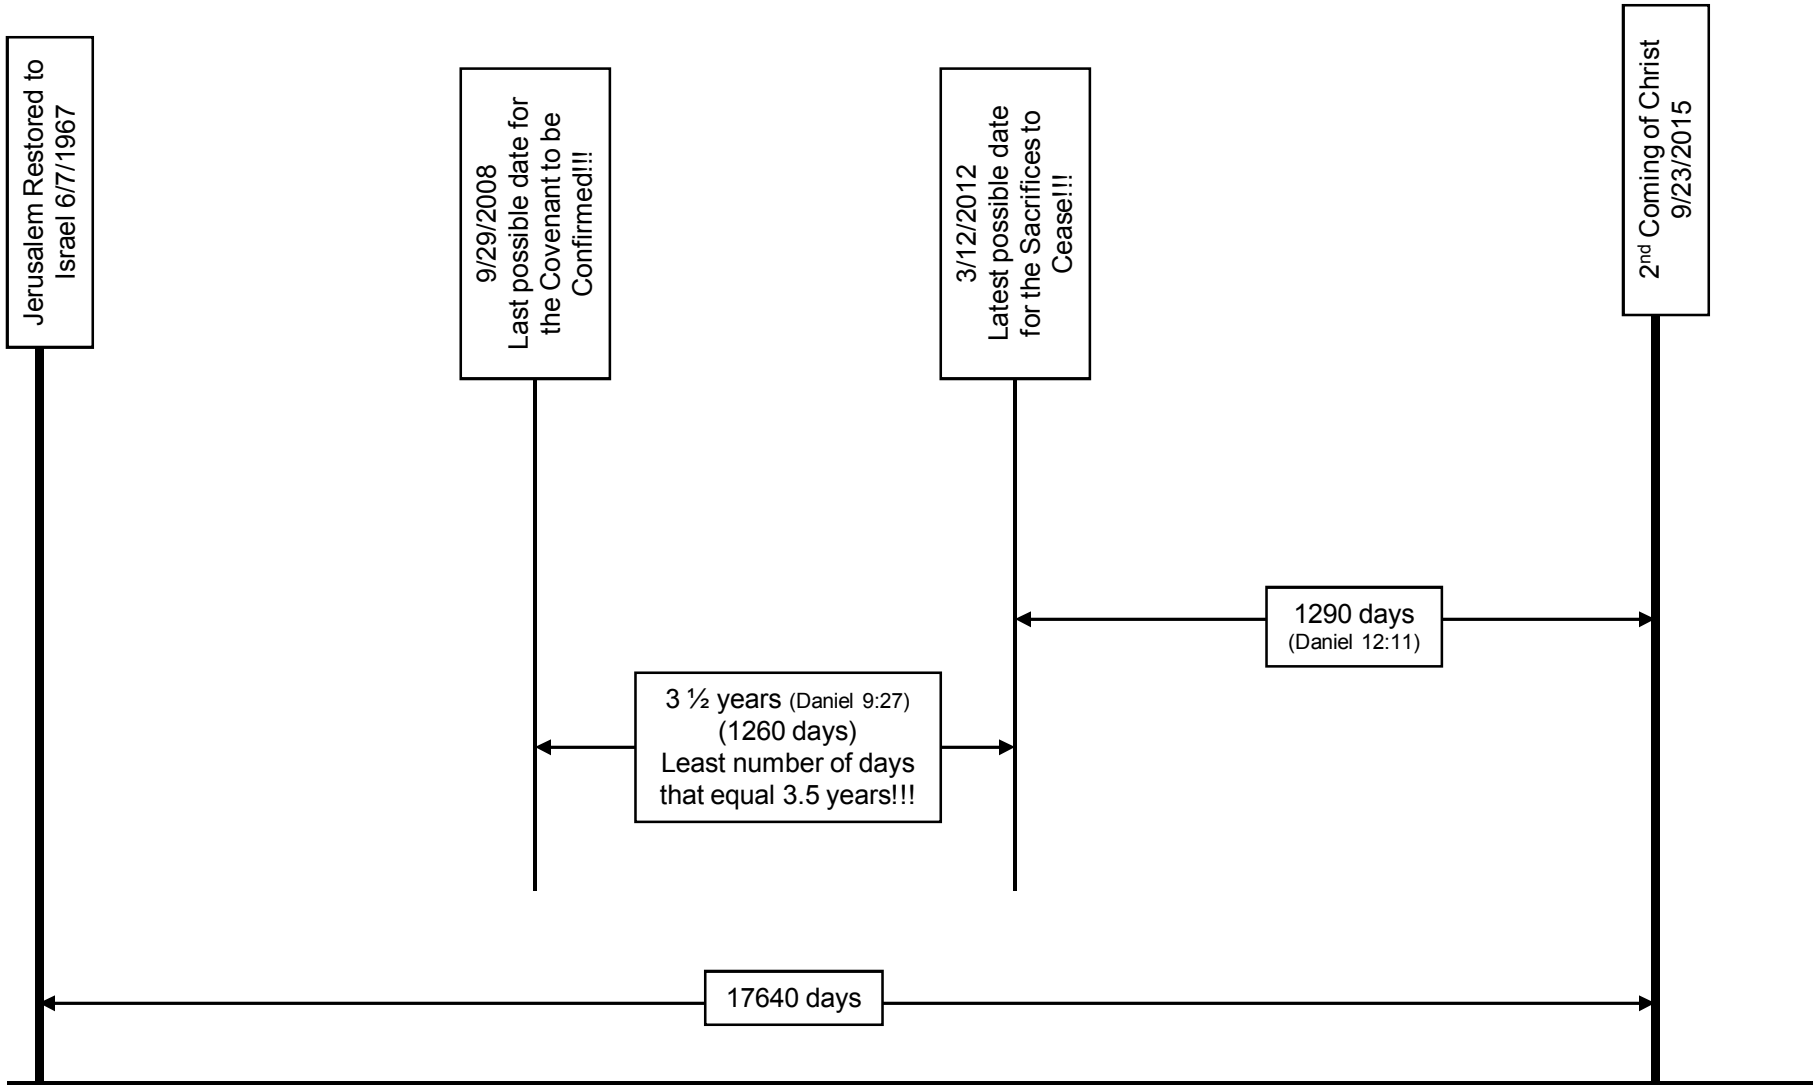 Jerusalem Restored to
Israel 6/7/1967
9/29/2008
Last possible date for
the Covenant to be
Confirmed!!!
3/12/2012
Latest possible date
for the Sacrifices to
Cease!!!
2nd Coming of Christ
9/23/2015
1290 days
(Daniel 12:11)
3 ½ years (Daniel 9:27)
(1260 days)
Least number of days
that equal 3.5 years!!!
17640 days